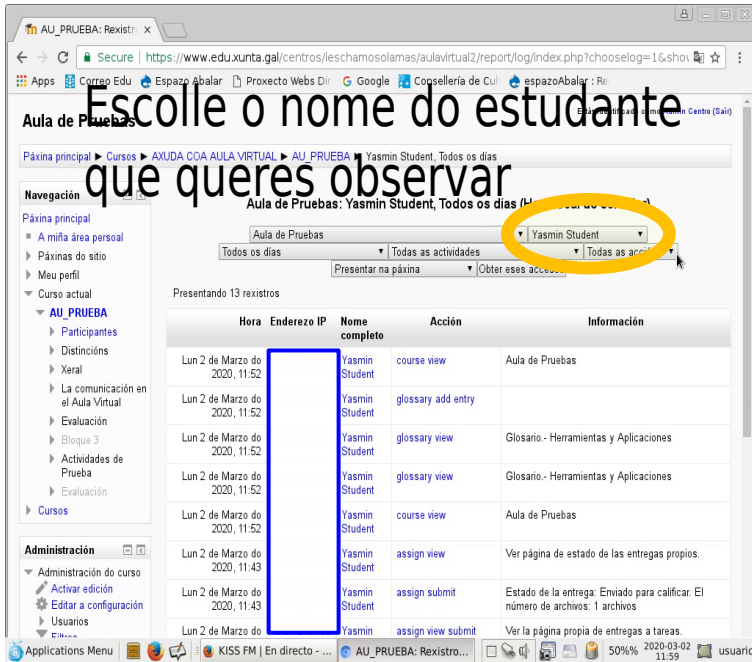 AU_PRUEBA: Rexistr
Secure | https://www.edu.xunta.gal/centros/ieschamosolamas/aulavirtual2/report/log/index.php?chooselog=1&show
Apps Correo Edu Espazo Abalar Proxecto Webs Dir Google Consellería de Cul espazoAbalar : Re
Escolle o nome do estudante
que queres observar
Aula de Pruebas
Centro (Saír)
Páxina principal ► Cursos ► AXUDA COA AULA VIRTUAL ► AU_PRUEBA ► Yasmin Student, Todos os días
Navegación
Páxina principal
A miña área persoal
Páxinas do sitio
Meu perfil
Curso actual
AU_PRUEBA
Participantes
Distincións
Xeral
La comunicación en
el Aula Virtual
Evaluación
Bloque 3
Actividades de
Prueba
Evaluación
Cursos
Administración
Administración do curso
Activar edición
Editar a configuración
Usuarios
Filtros
Aula de Pruebas: Yasmin Student, Todos os días
Aula de Pruebas Yasmin Student
Todos os días Todas as actividades Todas as
Presentar na páxina Obter eses
Presentando 13 rexistros
Hora Enderezo IP Nome completo Acción Información
Lun 2 de Marzo do 2020, 11:52 Yasmin Student course view Aula de Pruebas
Lun 2 de Marzo do 2020, 11:52 Yasmin Student glossary add entry
Lun 2 de Marzo do 2020, 11:52 Yasmin Student glossary view Glosario.- Herramientas y Aplicaciones
Lun 2 de Marzo do 2020, 11:52 Yasmin Student glossary view Glosario.- Herramientas y Aplicaciones
Lun 2 de Marzo do 2020, 11:52 Yasmin Student course view Aula de Pruebas
Lun 2 de Marzo do 2020, 11:43 Yasmin Student assign view Ver página de estado de las entregas propios.
Lun 2 de Marzo do 2020, 11:43 Yasmin Student assign submit Estado de la entrega: Enviado para calificar. El número de archivos: 1 archivos
Lun 2 de Marzo do Yasmin assign view submit Ver la página propia de entregas a tareas.
Applications Menu KISS FM | En directo - ... AU_PRUEBA: Rexistro... 50% 2020-03-02 11:59 usuario